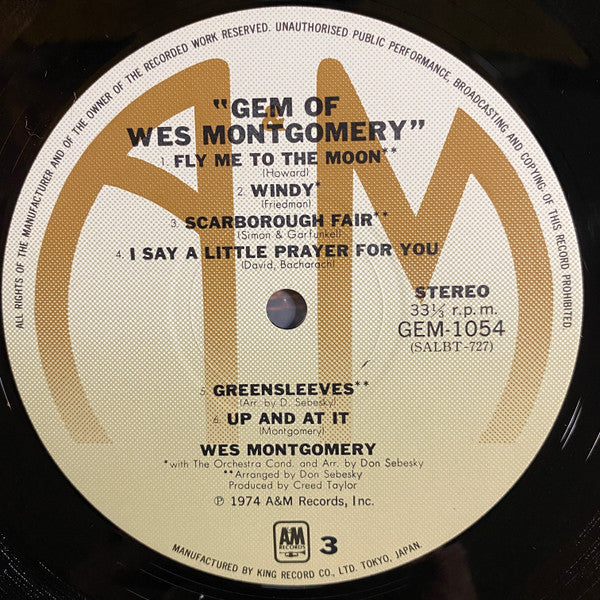 ALL RIGHTS OF THE MANUFACTURER AND OF THE OWNER OF THE RECORDED WORK RESERVED. UNAUTHORISED PUBLIC PERFORMANCE, BROADCASTING AND COPYING OF THIS RECORD PROHIBITED.
"GEM OF
WES MONTGOMERY"
1. FLY ME TO THE MOON**
(Howard)
2. WINDY*
(Friedman)
3. SCARBOROUGH FAIR**
(Simon & Garfunkel)
4. I SAY A LITTLE PRAYER FOR YOU
(David, Bacharach)
STEREO
33⅓ r.p.m.
GEM-1054
(SALBT-727)
5. GREENSLEEVES**
(Arr. by D. Sebesky)
6. UP AND AT IT
(Montgomery)
WES MONTGOMERY
*with The Orchestra Cond. and Arr. by Don Sebesky
**Arranged by Don Sebesky
Produced by Creed Taylor
℗ 1974 A&M Records, Inc.
A&M
RECORDS
3
MANUFACTURED BY KING RECORD CO., LTD. TOKYO, JAPAN.